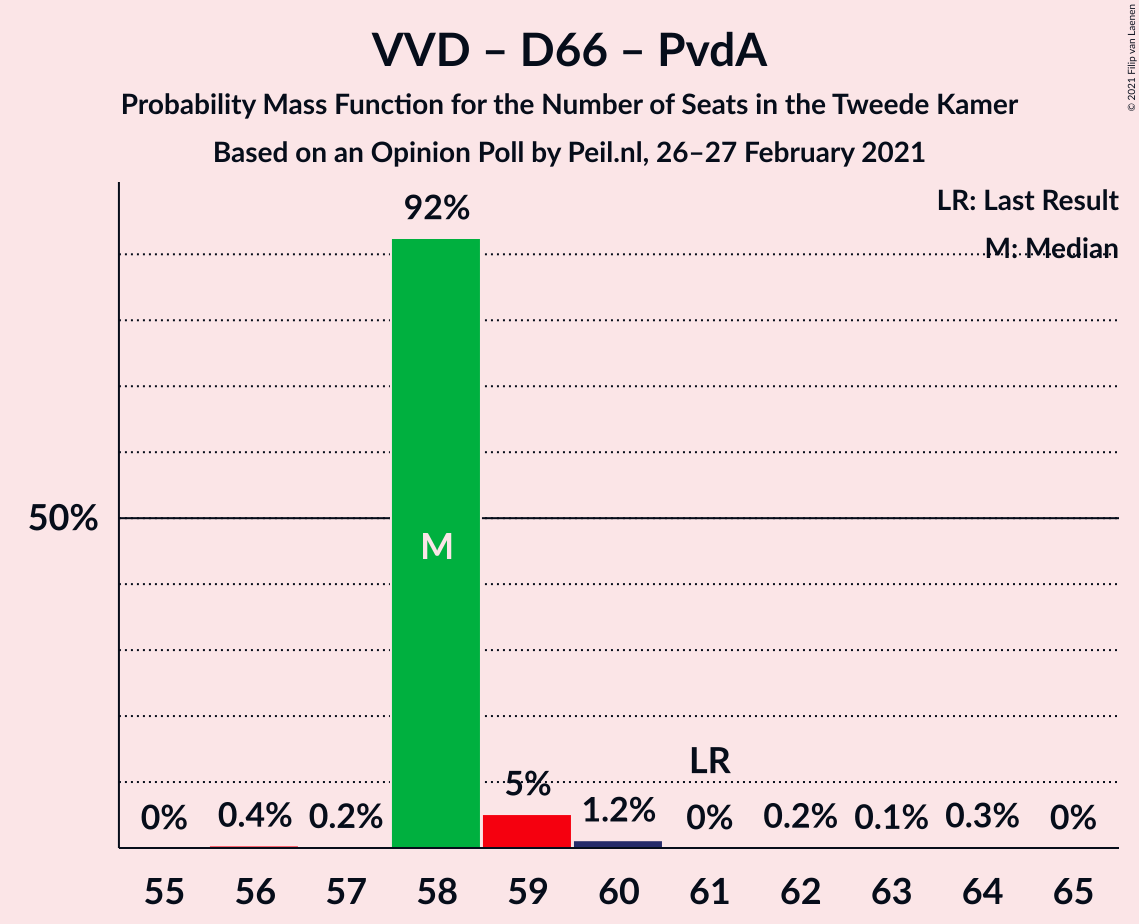 VVD – D66 – PvdA
Probability Mass Function for the Number of Seats in the Tweede Kamer
Based on an Opinion Poll by Peil.nl, 26–27 February 2021
© 2021 Filip van Laenen
LR: Last Result
M: Median
92%
50%
M
LR
0% 0.4% 0.2% 5% 1.2% 0% 0.2% 0.1% 0.3% 0%
55 56 57 58 59 60 61 62 63 64 65